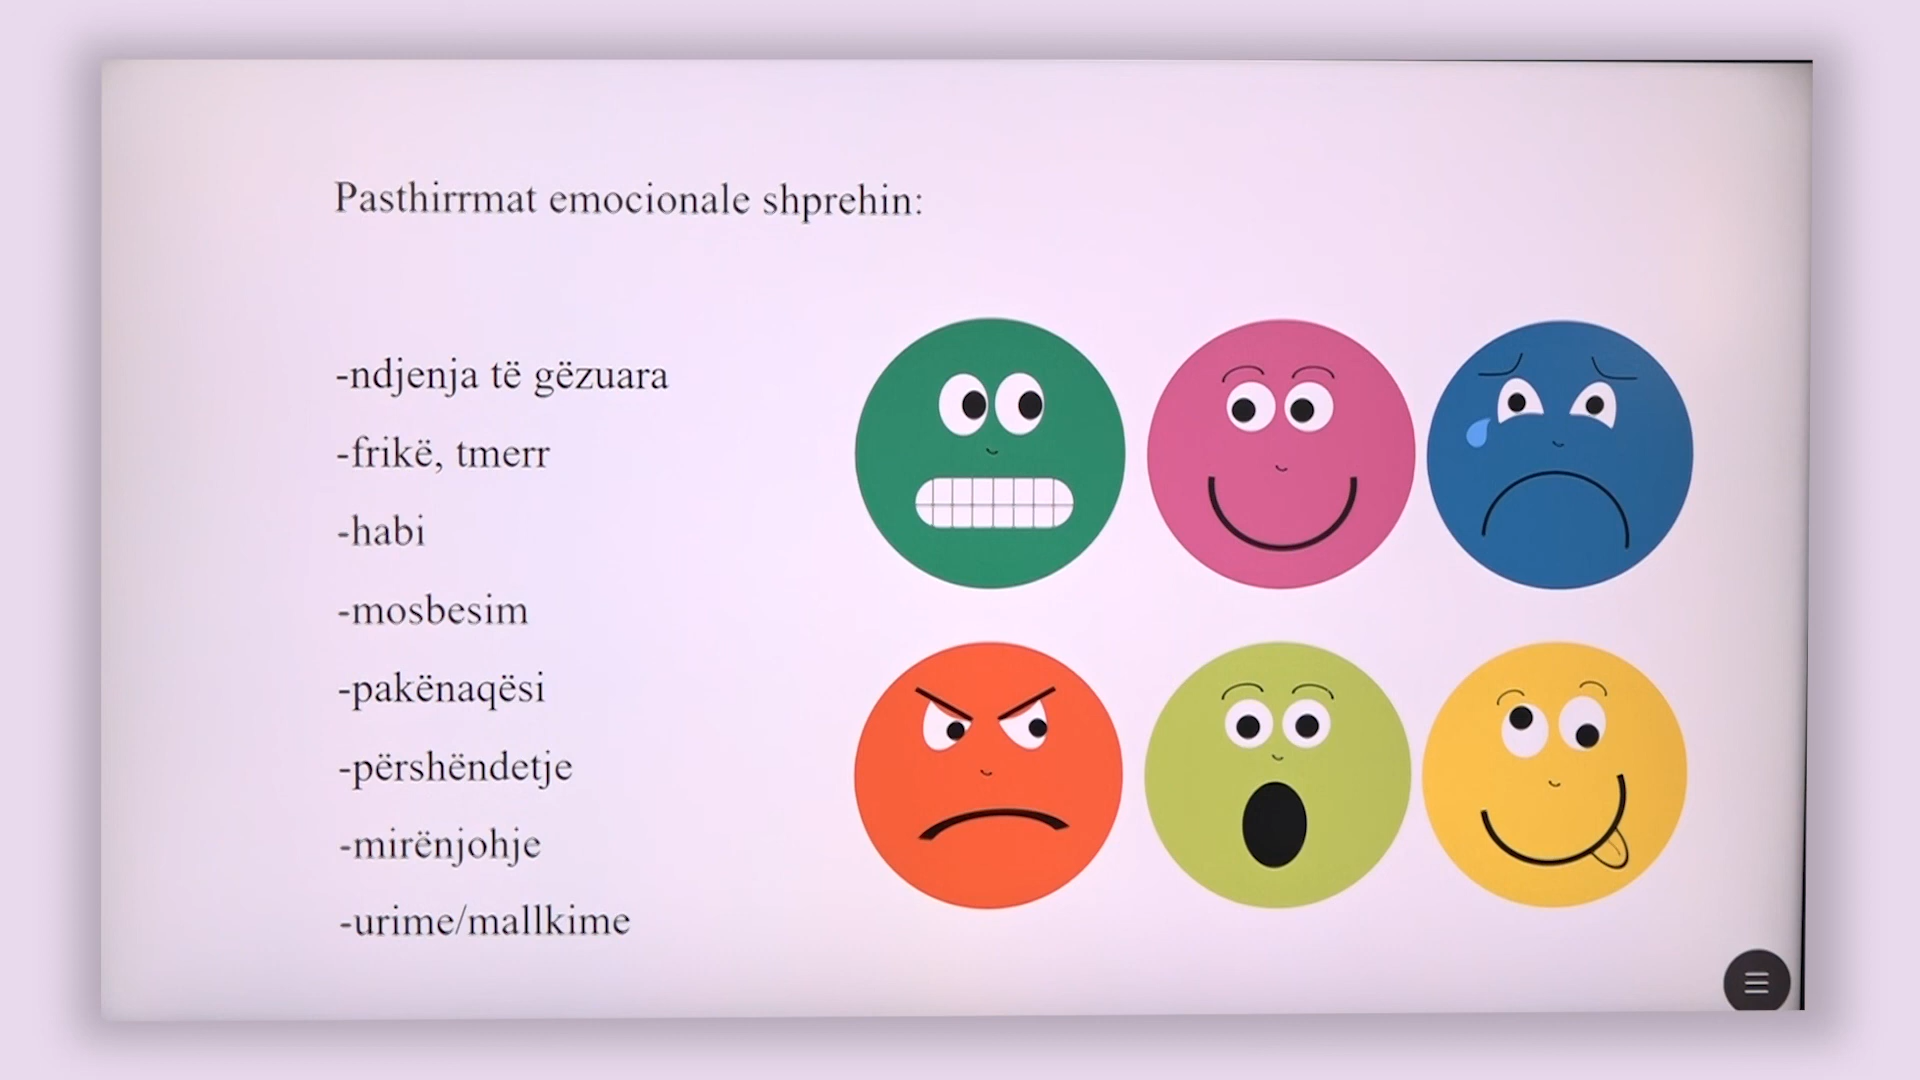 Pasthirrmat emocionale shprehin:
-ndjenja të gëzuara
-frikë, tmerr
-habi
-mosbesim
-pakënaqësi
-përshëndetje
-mirënjohje
-urime/mallkime